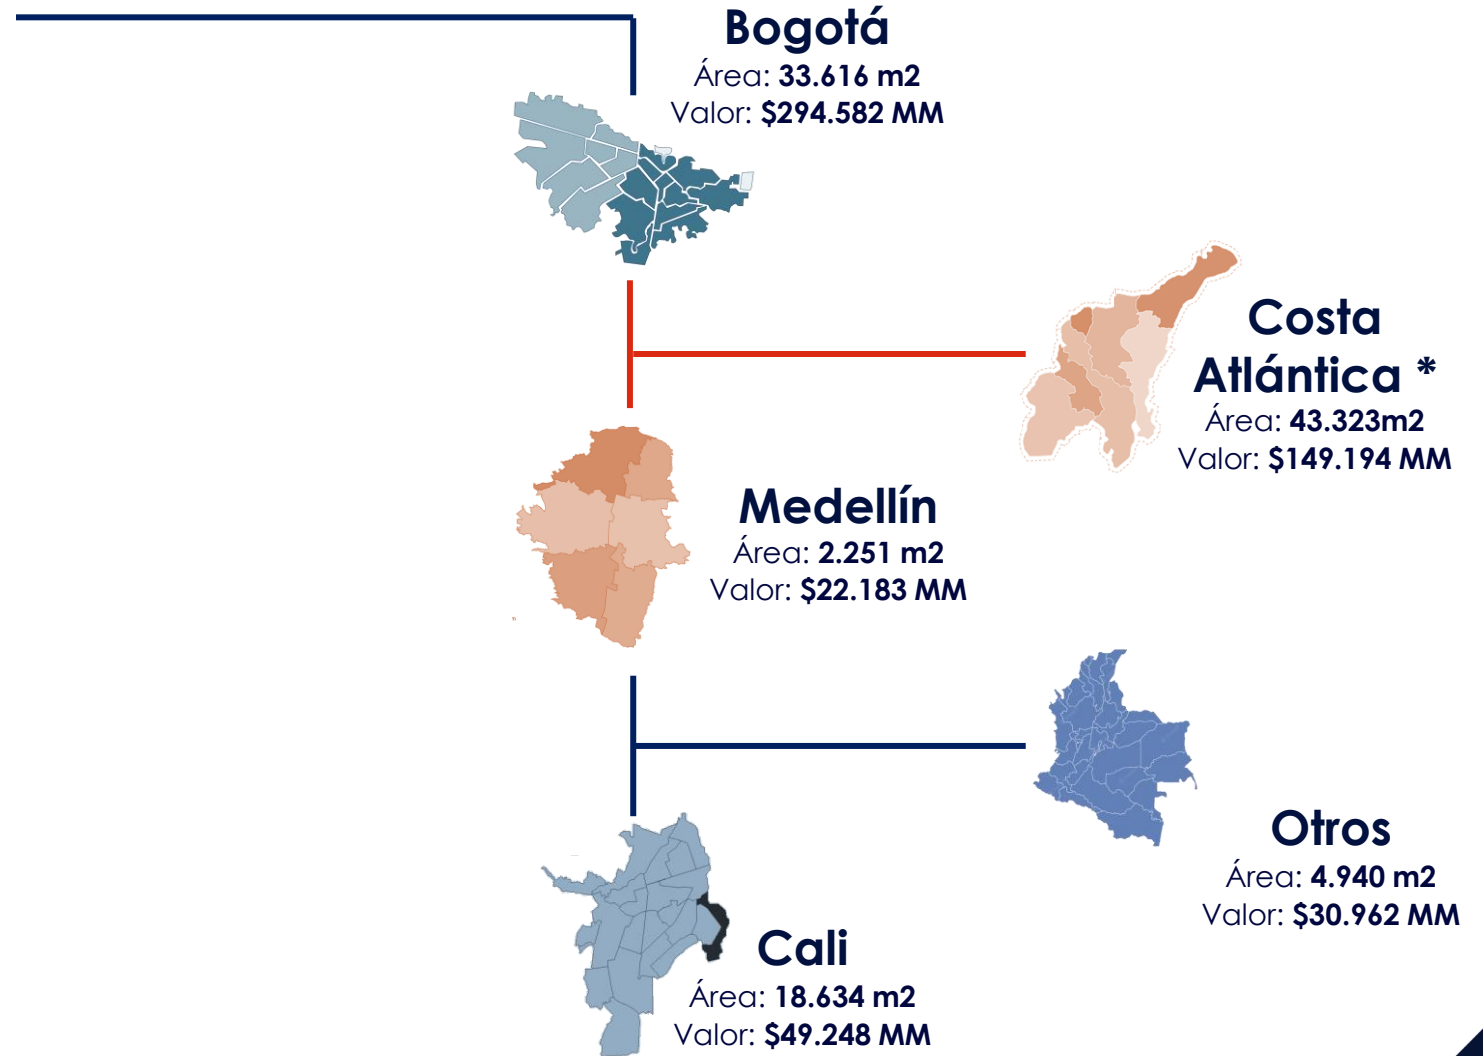 Bogotá
Área: 33.616 m2
Valor: $294.582 MM
Costa
Atlántica *
Área: 43.323m2
Valor: $149.194 MM
Medellín
Área: 2.251 m2
Valor: $22.183 MM
Otros
Área: 4.940 m2
Valor: $30.962 MM
Cali
Área: 18.634 m2
Valor: $49.248 MM